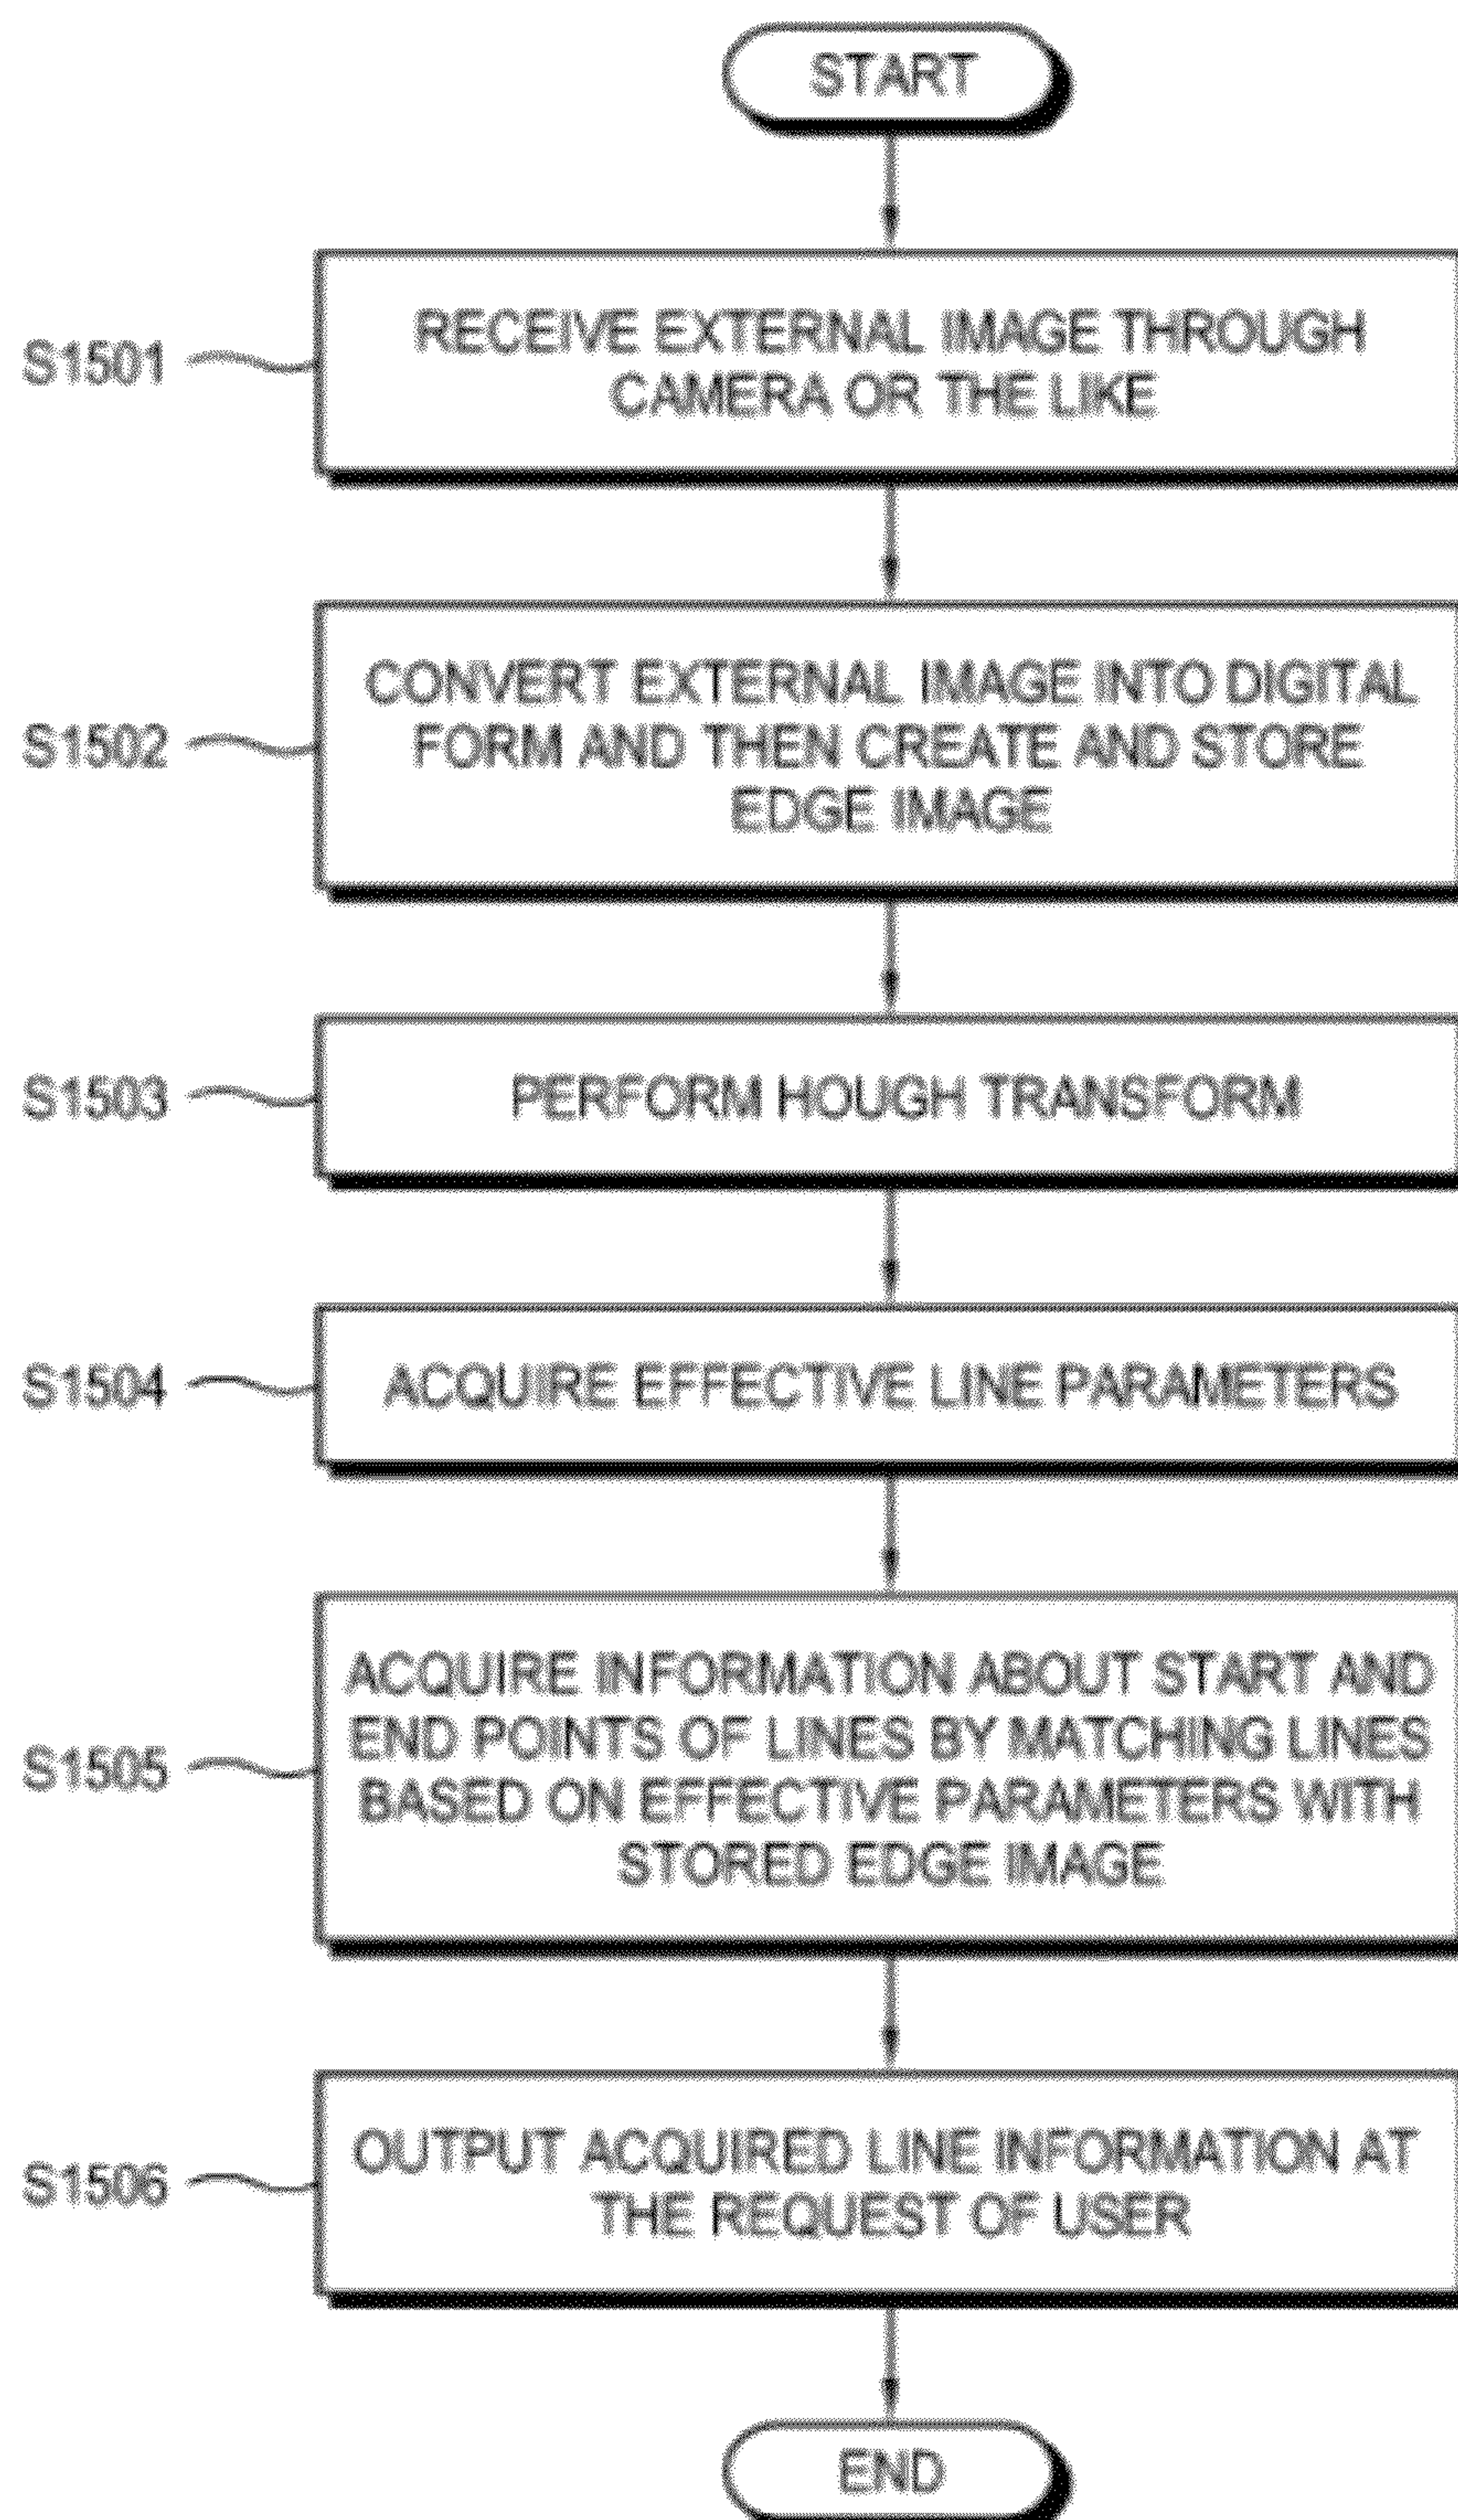 START
S1501
RECEIVE EXTERNAL IMAGE THROUGH
CAMERA OR THE LIKE
S1502
CONVERT EXTERNAL IMAGE INTO DIGITAL
FORM AND THEN CREATE AND STORE
EDGE IMAGE
S1503
PERFORM HOUGH TRANSFORM
S1504
ACQUIRE EFFECTIVE LINE PARAMETERS
S1505
ACQUIRE INFORMATION ABOUT START AND
END POINTS OF LINES BY MATCHING LINES
BASED ON EFFECTIVE PARAMETERS WITH
STORED EDGE IMAGE
S1506
OUTPUT ACQUIRED LINE INFORMATION AT
THE REQUEST OF USER
END